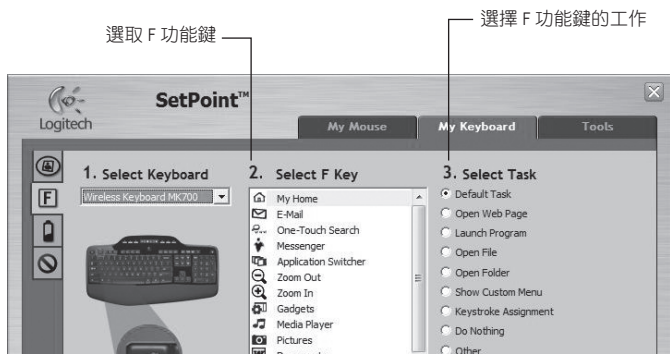 選擇 F 功能鍵的工作
選取 F 功能鍵
Logitech
SetPoint™
My Mouse
My Keyboard
Tools
1. Select Keyboard
Wireless Keyboard MK700
2. Select F Key
My Home
E-Mail
One-Touch Search
Messenger
Application Switcher
Zoom Out
Zoom In
Gadgets
Media Player
Pictures
3. Select Task
Default Task
Open Web Page
Launch Program
Open File
Open Folder
Show Custom Menu
Keystroke Assignment
Do Nothing
Other